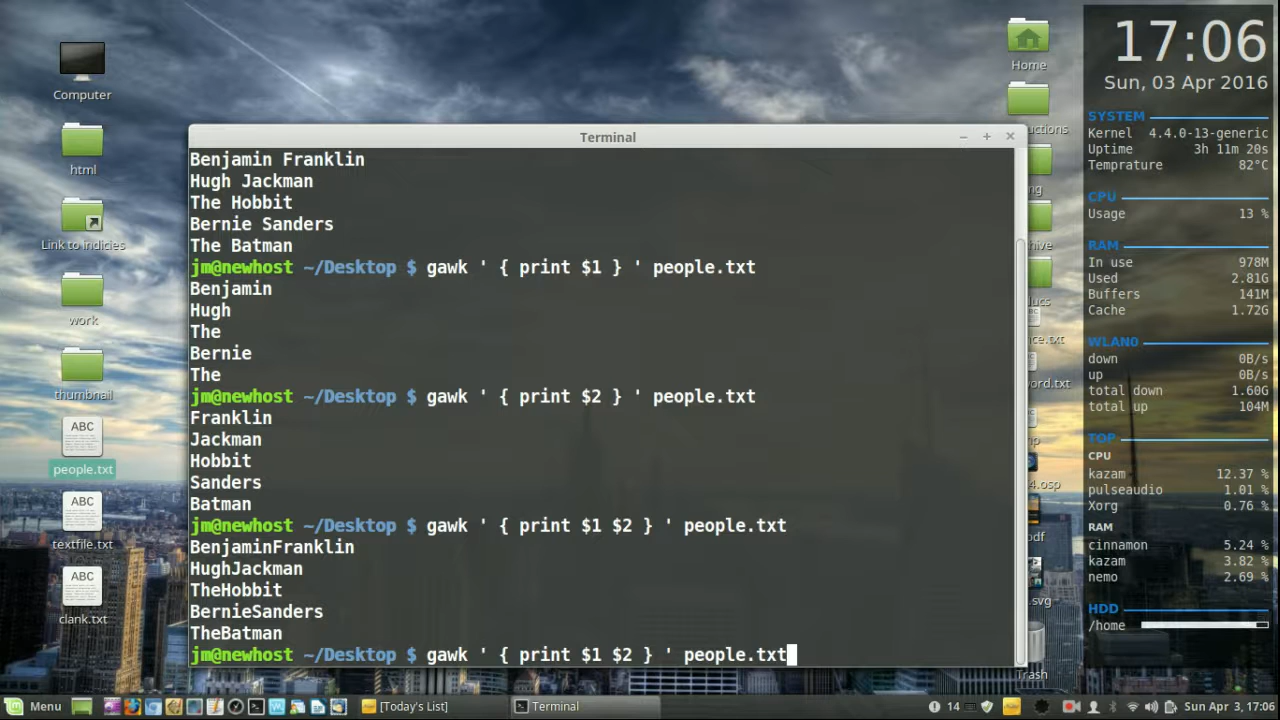 Computer
html
Link to indicies
work
thumbnail
ABC
people.txt
ABC
textfile.txt
ABC
clank.txt
Home
Terminal
Benjamin Franklin
Hugh Jackman
The Hobbit
Bernie Sanders
The Batman
jm@newhost ~/Desktop $ gawk ' { print $1 } ' people.txt
Benjamin
Hugh
The
Bernie
The
jm@newhost ~/Desktop $ gawk ' { print $2 } ' people.txt
Franklin
Jackman
Hobbit
Sanders
Batman
jm@newhost ~/Desktop $ gawk ' { print $1 $2 } ' people.txt
BenjaminFranklin
HughJackman
TheHobbit
BernieSanders
TheBatman
jm@newhost ~/Desktop $ gawk ' { print $1 $2 } ' people.txt
Trash
17:06
Sun, 03 Apr 2016
SYSTEM
Kernel 4.4.0-13-generic
Uptime 3h 11m 20s
Temprature 82°C
CPU
Usage 13 %
RAM
In use 978M
Used 2.81G
Buffers 141M
Cache 1.72G
WLAN0
down 0B/s
up 0B/s
total down 1.60G
total up 104M
TOP
CPU
kazam 12.37 %
pulseaudio 1.01 %
Xorg 0.76 %
RAM
cinnamon 5.24 %
kazam 3.82 %
nemo 2.69 %
HDD
/home
Menu
[Today's List]
Terminal
14
Sun Apr 3, 17:06